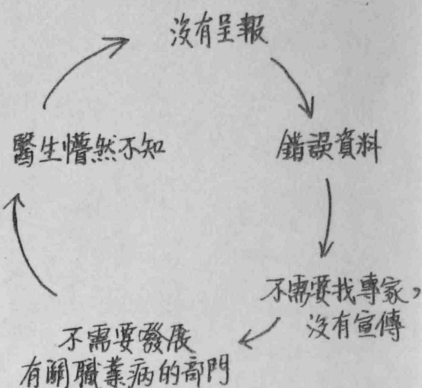 沒有呈報
錯誤資料
不需要找專家，
沒有宣傳
不需要發展
有關職業病的部門
醫生懵然不知